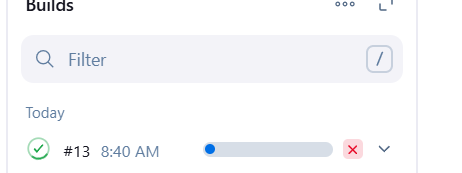 Builds
Filter
/
Today
#13 8:40 AM